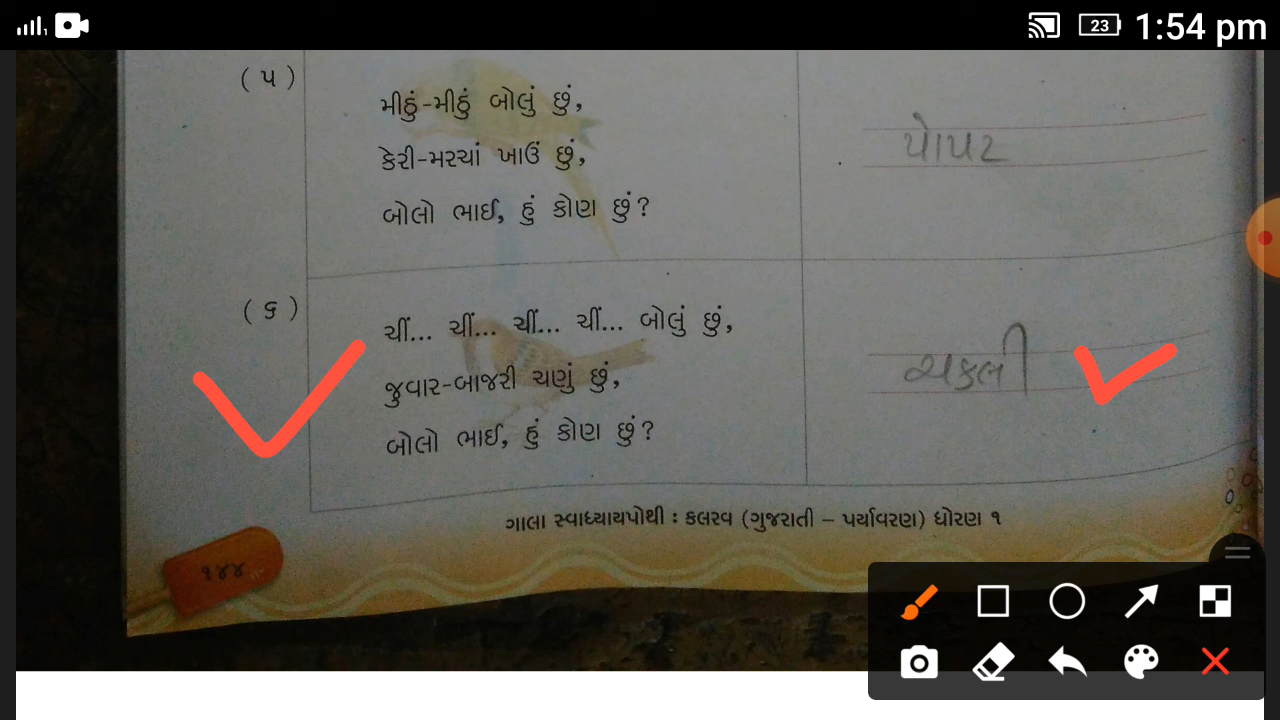 1:54 pm
23
(૫)
મીઠું-મીઠું બોલું છું,
કેરી-મરચાં ખાઉં છું,
બોલો ભાઈ, હું કોણ છું?
પોપટ
(૬)
ચીં... ચીં... ચીં... ચીં... બોલું છું,
જુવાર-બાજરી ચણું છું,
બોલો ભાઈ, હું કોણ છું?
ચકલી
ગાલા સ્વાધ્યાયપોથી : કલરવ (ગુજરાતી – પર્યાવરણ) ધોરણ ૧
૧૪૪